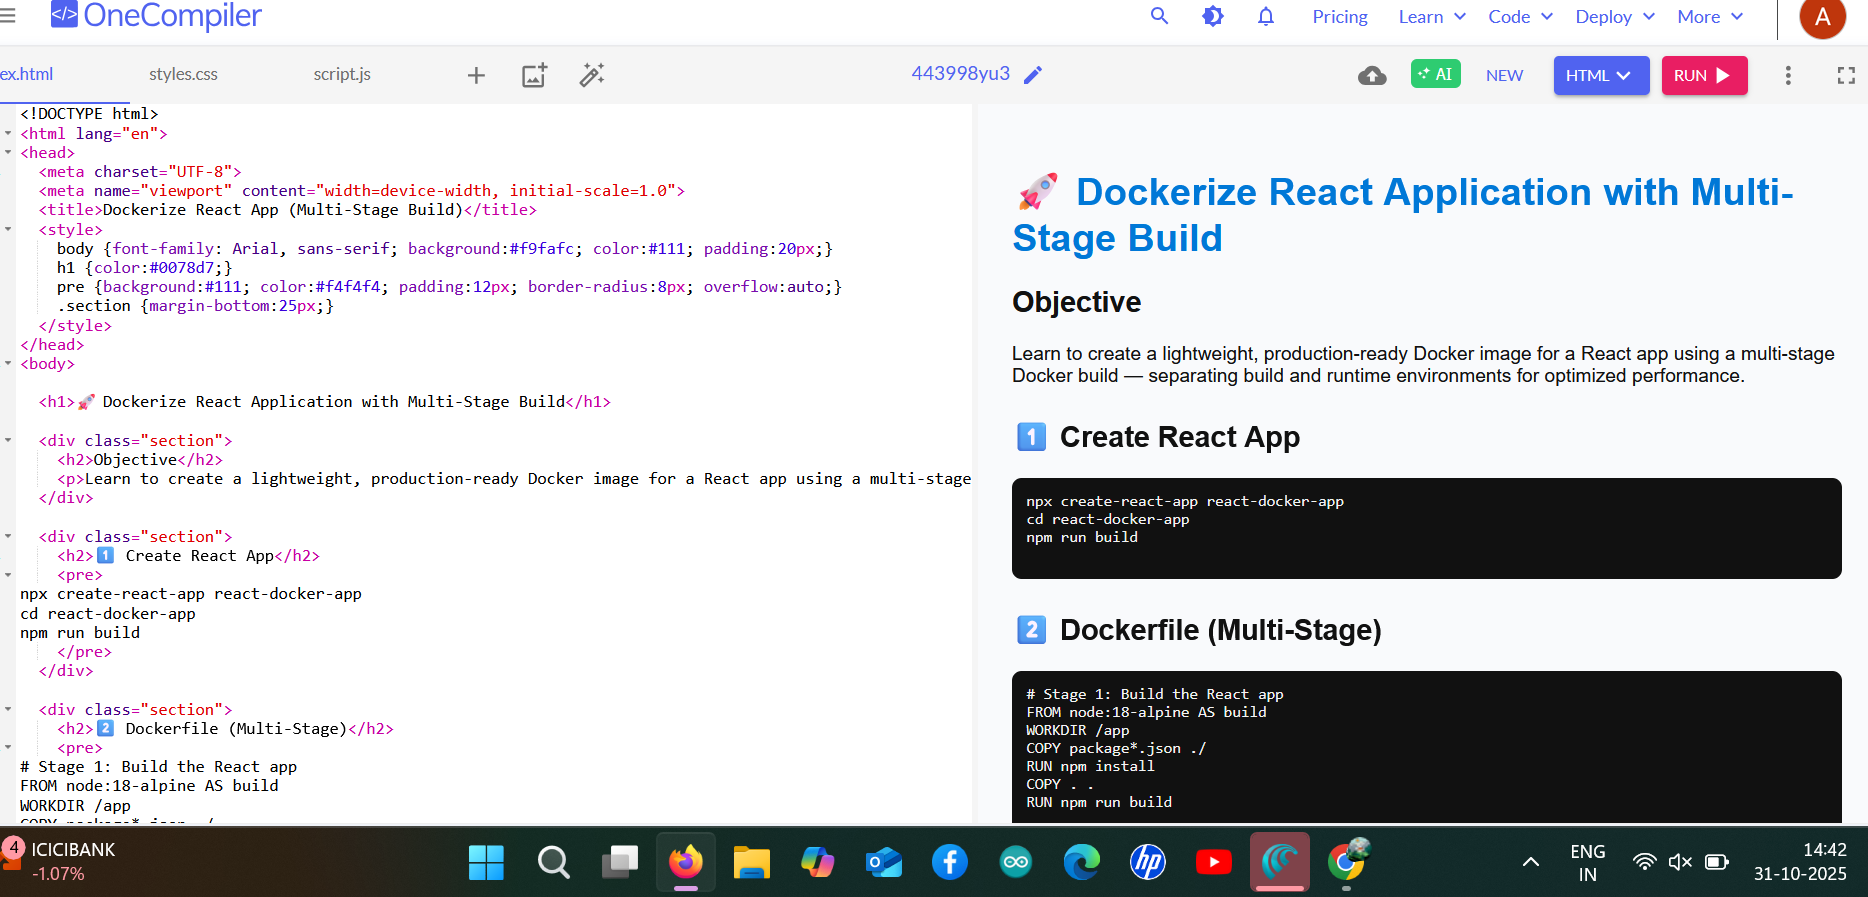 </> OneCompiler
Pricing Learn Code Deploy More A
ex.html styles.css script.js 443998yu3 AI NEW HTML RUN
<!DOCTYPE html>
<html lang="en">
<head>
<meta charset="UTF-8">
<meta name="viewport" content="width=device-width, initial-scale=1.0">
<title>Dockerize React App (Multi-Stage Build)</title>
<style>
body {font-family: Arial, sans-serif; background:#f9fafc; color:#111; padding:20px;}
h1 {color:#0078d7;}
pre {background:#111; color:#f4f4f4; padding:12px; border-radius:8px; overflow:auto;}
.section {margin-bottom:25px;}
</style>
</head>
<body>
<h1>🚀 Dockerize React Application with Multi-Stage Build</h1>
<div class="section">
<h2>Objective</h2>
<p>Learn to create a lightweight, production-ready Docker image for a React app using a multi-stage
</div>
<div class="section">
<h2>1️⃣ Create React App</h2>
<pre>
npx create-react-app react-docker-app
cd react-docker-app
npm run build
</pre>
</div>
<div class="section">
<h2>2️⃣ Dockerfile (Multi-Stage)</h2>
<pre>
# Stage 1: Build the React app
FROM node:18-alpine AS build
WORKDIR /app
🚀 Dockerize React Application with Multi-
Stage Build
Objective
Learn to create a lightweight, production-ready Docker image for a React app using a multi-stage
Docker build — separating build and runtime environments for optimized performance.
1️⃣ Create React App
npx create-react-app react-docker-app
cd react-docker-app
npm run build
2️⃣ Dockerfile (Multi-Stage)
# Stage 1: Build the React app
FROM node:18-alpine AS build
WORKDIR /app
COPY package*.json ./
RUN npm install
COPY . .
RUN npm run build
4 ICICIBANK
-1.07%
hp
ENG
IN
14:42
31-10-2025